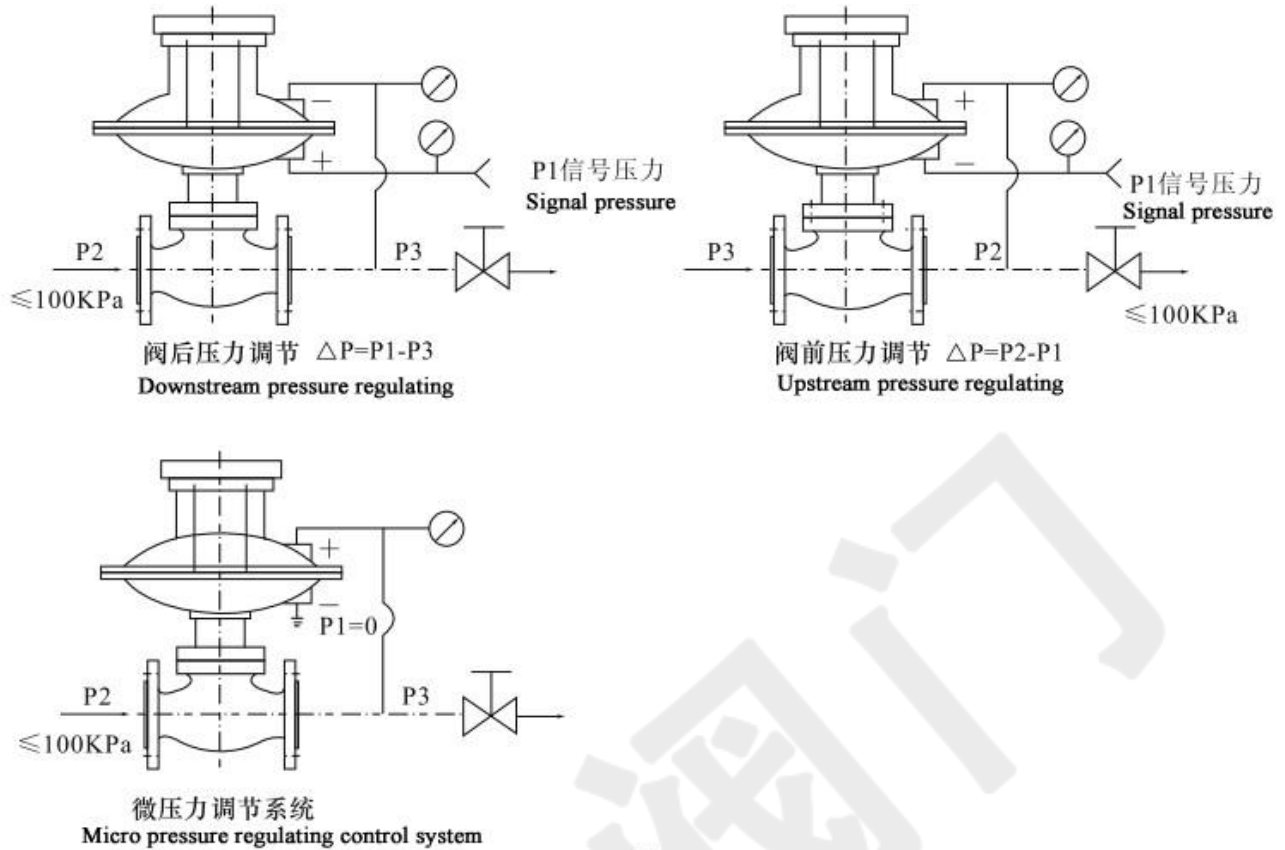 −
+
P1信号压力
Signal pressure
P2
P3
≤100KPa
阀后压力调节 △P=P1-P3
Downstream pressure regulating
+
−
P1信号压力
Signal pressure
P3
P2
≤100KPa
阀前压力调节 △P=P2-P1
Upstream pressure regulating
+
−
P1=0
P2
P3
≤100KPa
微压力调节系统
Micro pressure regulating control system
阀门